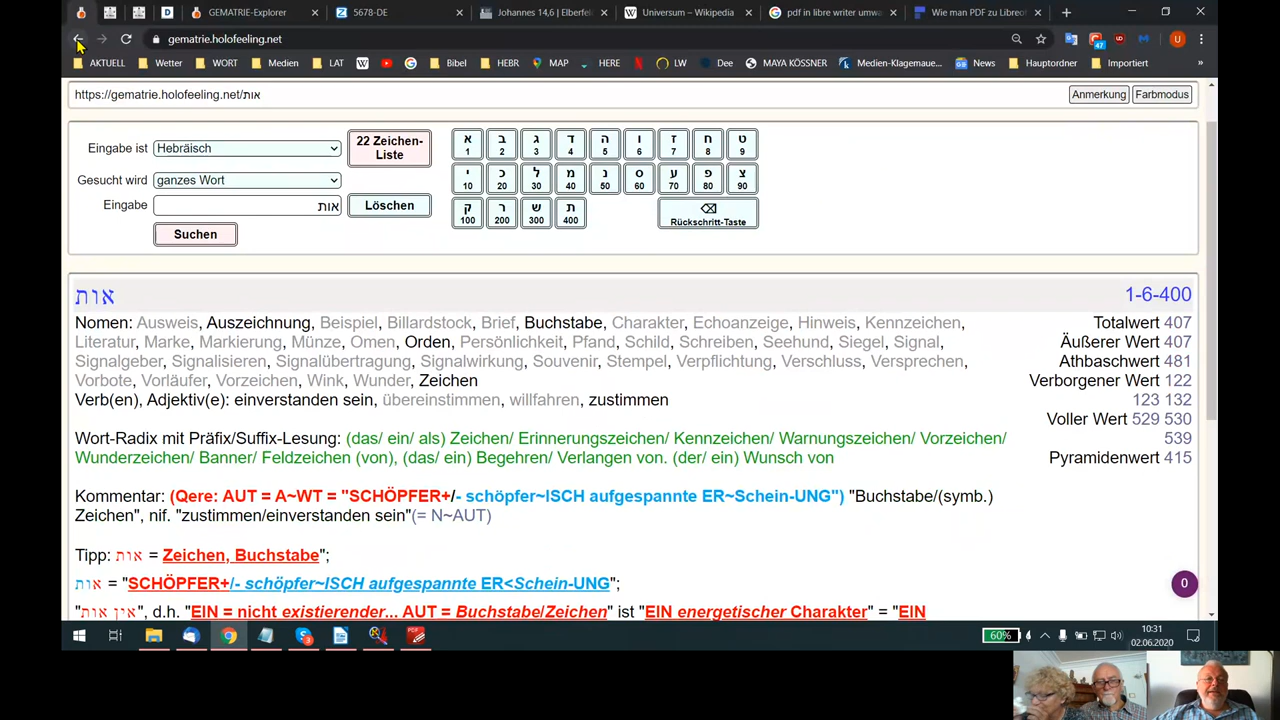 GEMATRIE-Explorer
5678-DE
Johannes 14,6 | Elberfel
Universum – Wikipedia
pdf in libre writer umwa
Wie man PDF zu Libreof
gematrie.holofeeling.net
47
U
AKTUELL
Wetter
WORT
Medien
LAT
Bibel
HEBR
MAP
HERE
LW
Dee
MAYA KÖSSNER
Medien-Klagemaue...
News
Hauptordner
Importiert
https://gematrie.holofeeling.net/אות
Anmerkung
Farbmodus
Eingabe ist
Hebräisch
22 Zeichen-
Liste
Gesucht wird
ganzes Wort
Eingabe
אות
Löschen
Suchen
א ב ג ד ה ו ז ח ט
1 2 3 4 5 6 7 8 9
י כ ל מ נ ס ע פ צ
10 20 30 40 50 60 70 80 90
ק ר ש ת
100 200 300 400
Rückschritt-Taste
אות
1-6-400
Nomen: Ausweis, Auszeichnung, Beispiel, Billardstock, Brief, Buchstabe, Charakter, Echoanzeige, Hinweis, Kennzeichen,
Literatur, Marke, Markierung, Münze, Omen, Orden, Persönlichkeit, Pfand, Schild, Schreiben, Seehund, Siegel, Signal,
Signalgeber, Signalisieren, Signalübertragung, Signalwirkung, Souvenir, Stempel, Verpflichtung, Verschluss, Versprechen,
Vorbote, Vorläufer, Vorzeichen, Wink, Wunder, Zeichen
Verb(en), Adjektiv(e): einverstanden sein, übereinstimmen, willfahren, zustimmen
Totalwert 407
Äußerer Wert 407
Athbaschwert 481
Verborgener Wert 122
123 132
Voller Wert 529 530
539
Pyramidenwert 415
Wort-Radix mit Präfix/Suffix-Lesung: (das/ ein/ als) Zeichen/ Erinnerungszeichen/ Kennzeichen/ Warnungszeichen/ Vorzeichen/
Wunderzeichen/ Banner/ Feldzeichen (von), (das/ ein) Begehren/ Verlangen von. (der/ ein) Wunsch von
Kommentar: (Qere: AUT = A~WT = "SCHÖPFER+/- schöpfer~ISCH aufgespannte ER~Schein-UNG") "Buchstabe/(symb.)
Zeichen", nif. "zustimmen/einverstanden sein"(= N~AUT)
Tipp: אות = Zeichen, Buchstabe";
אות = "SCHÖPFER+/- schöpfer~ISCH aufgespannte ER<Schein-UNG";
"אין אות", d.h. "EIN = nicht existierender... AUT = Buchstabe/Zeichen" ist "EIN energetischer Charakter" = "EIN
0
60%
10:31
02.06.2020